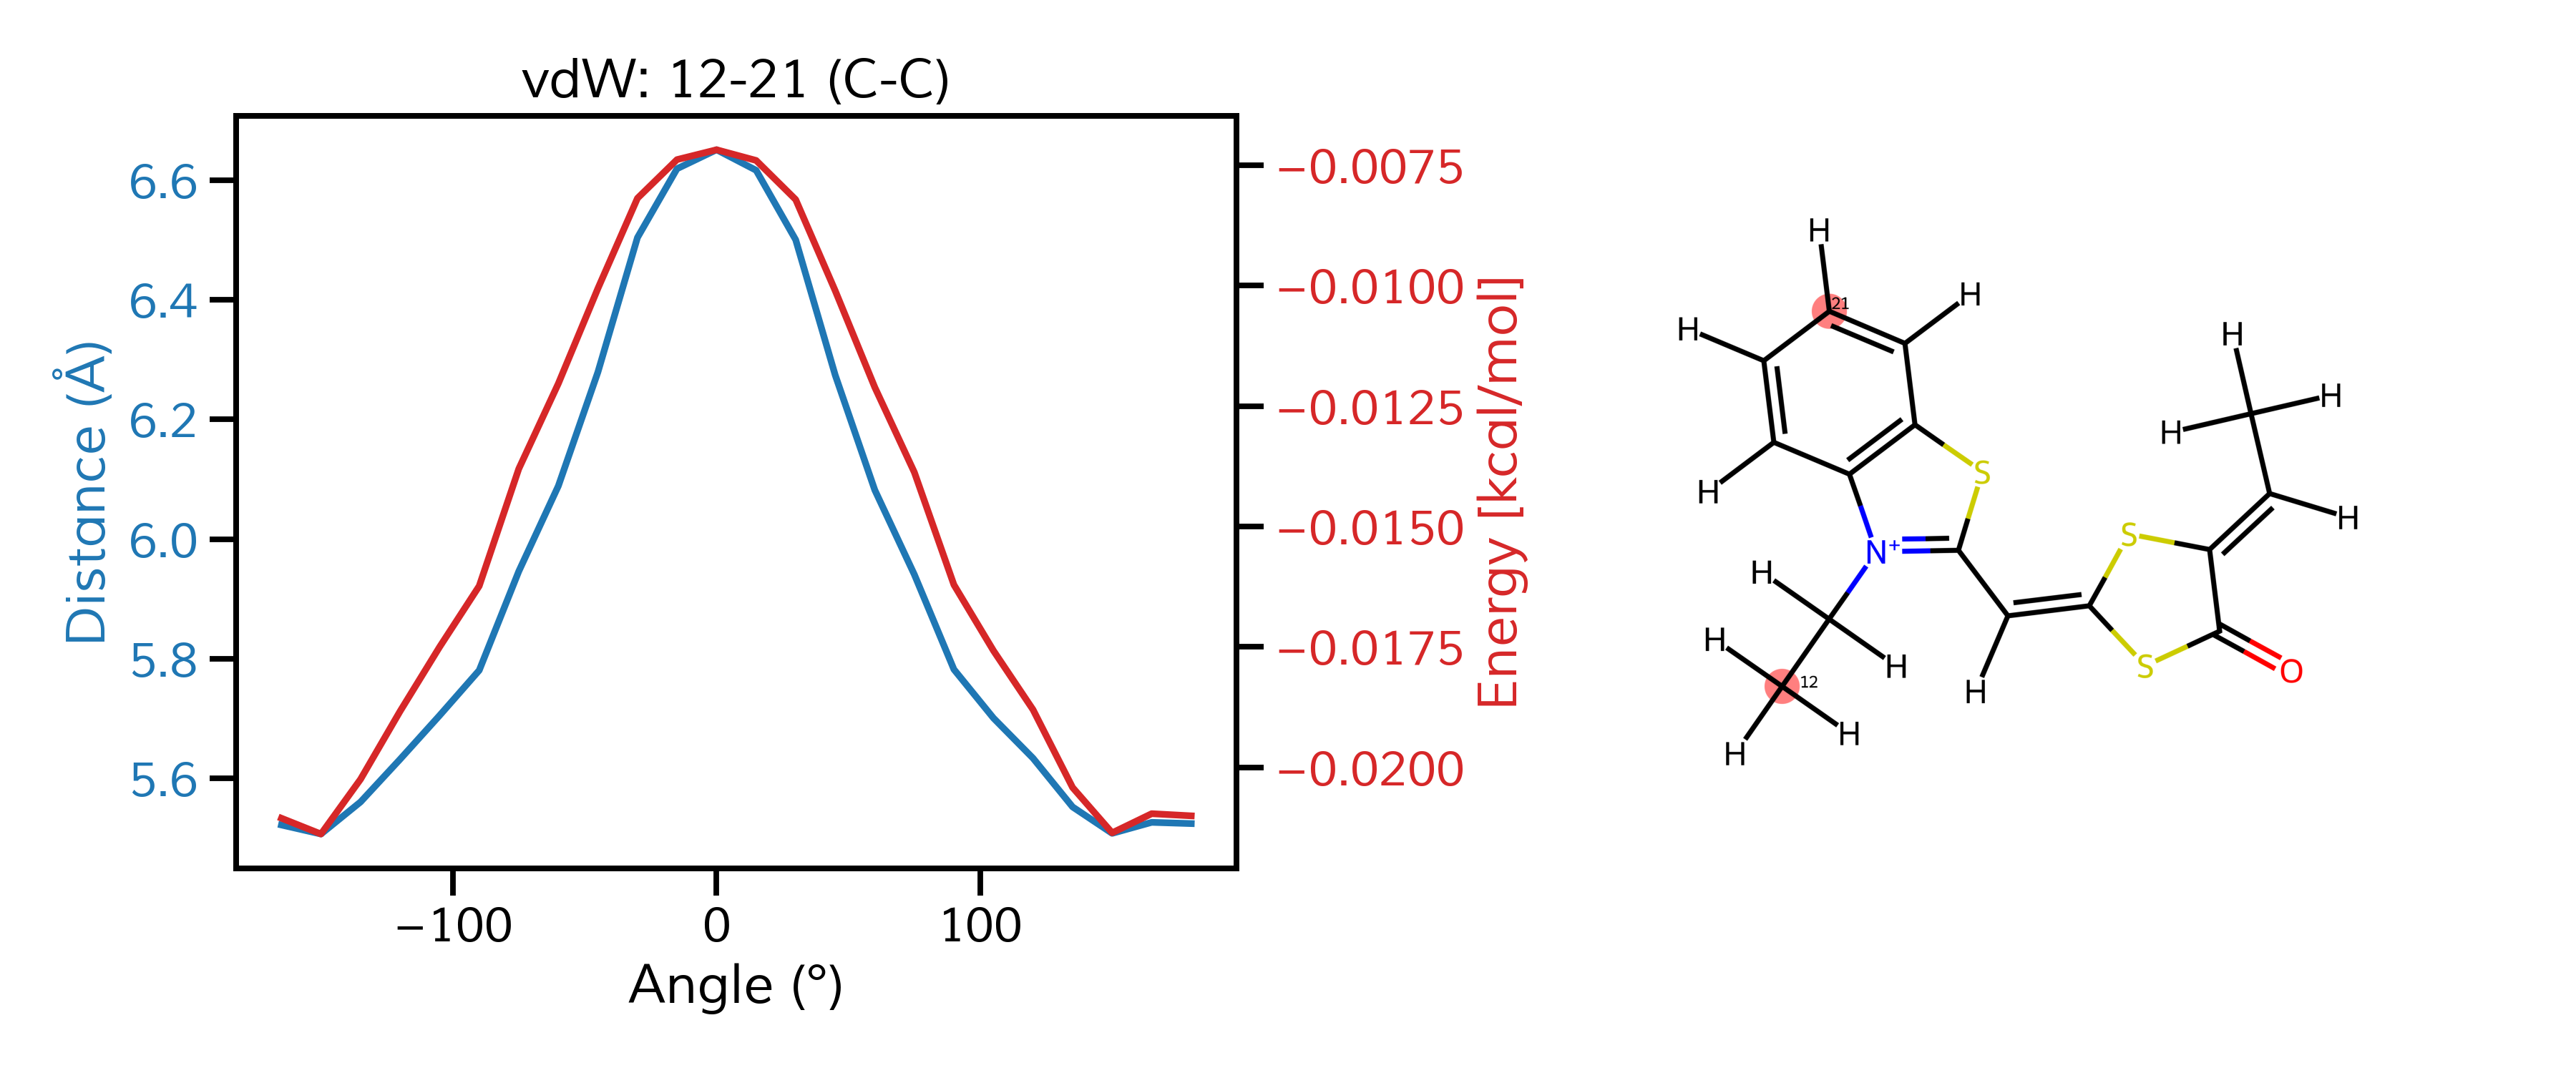 vdW: 12-21 (C-C)
Distance (Å)
6.6
6.4
6.2
6.0
5.8
5.6
−0.0075
−0.0100
−0.0125
−0.0150
−0.0175
−0.0200
Energy [kcal/mol]
−100
0
100
Angle (°)
H
21
H
H
H
S
N+
H
H
H
12
H
H
H
H
H
H
H
H
S
S
O